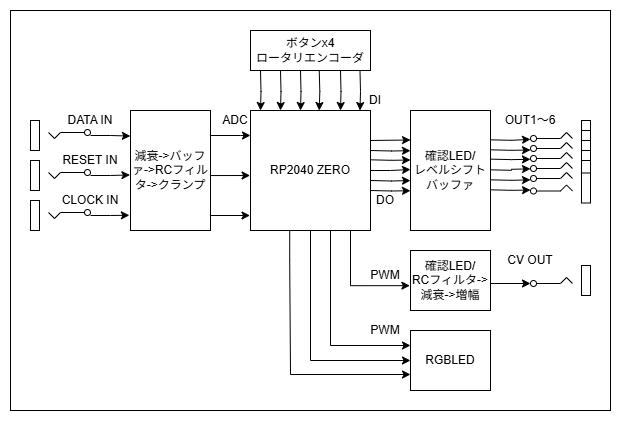 ボタンx4
ロータリエンコーダ
DI
DATA IN
RESET IN
CLOCK IN
減衰->バッフ
ァ->RCフィル
タ->クランプ
ADC
RP2040 ZERO
DO
確認LED/
レベルシフト
バッファ
OUT1～6
PWM
確認LED/
RCフィルタ->
減衰->増幅
CV OUT
PWM
RGBLED